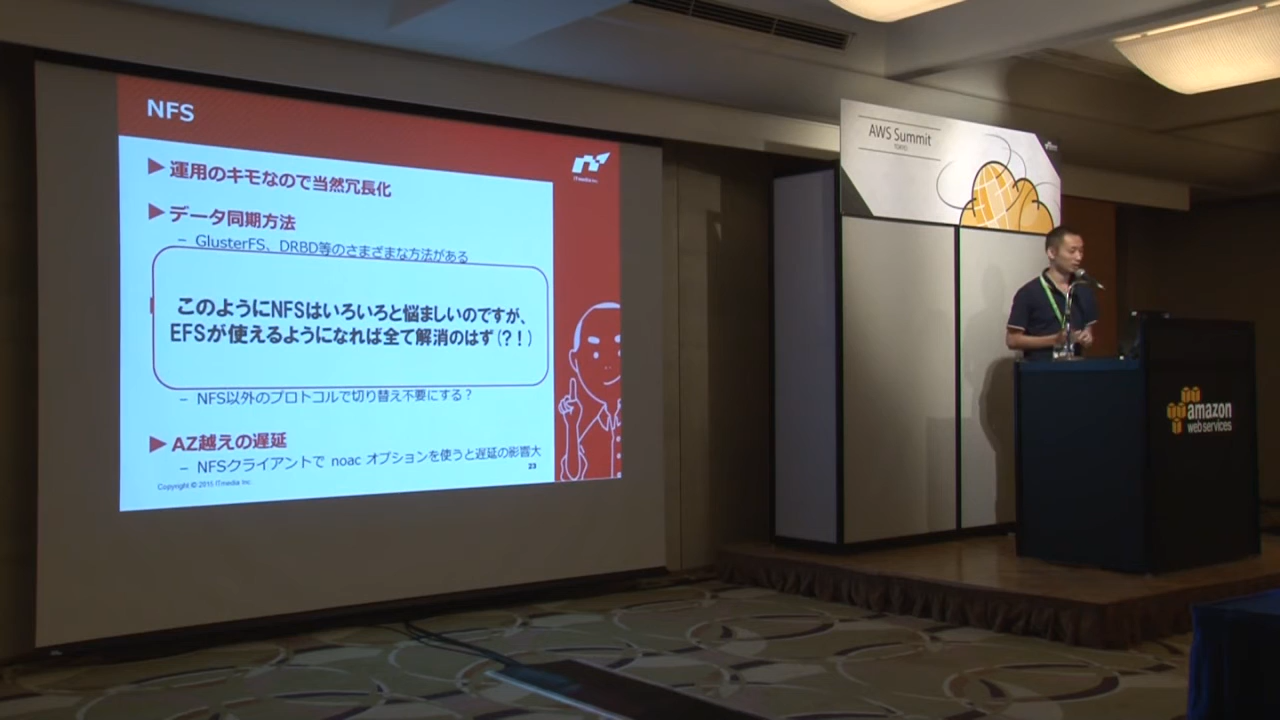 NFS
ITmedia Inc.
▶ 運用のキモなので当然冗長化
▶ データ同期方法
– GlusterFS、DRBD等のさまざまな方法がある
このようにNFSはいろいろと悩ましいのですが、
EFSが使えるようになれば全て解消のはず(？！)
– NFS以外のプロトコルで切り替え不要にする？
▶ AZ越えの遅延
– NFSクライアントで noac オプションを使うと遅延の影響大
23
Copyright © 2015 ITmedia Inc.
AWS Summit
TOKYO
amazon
web services